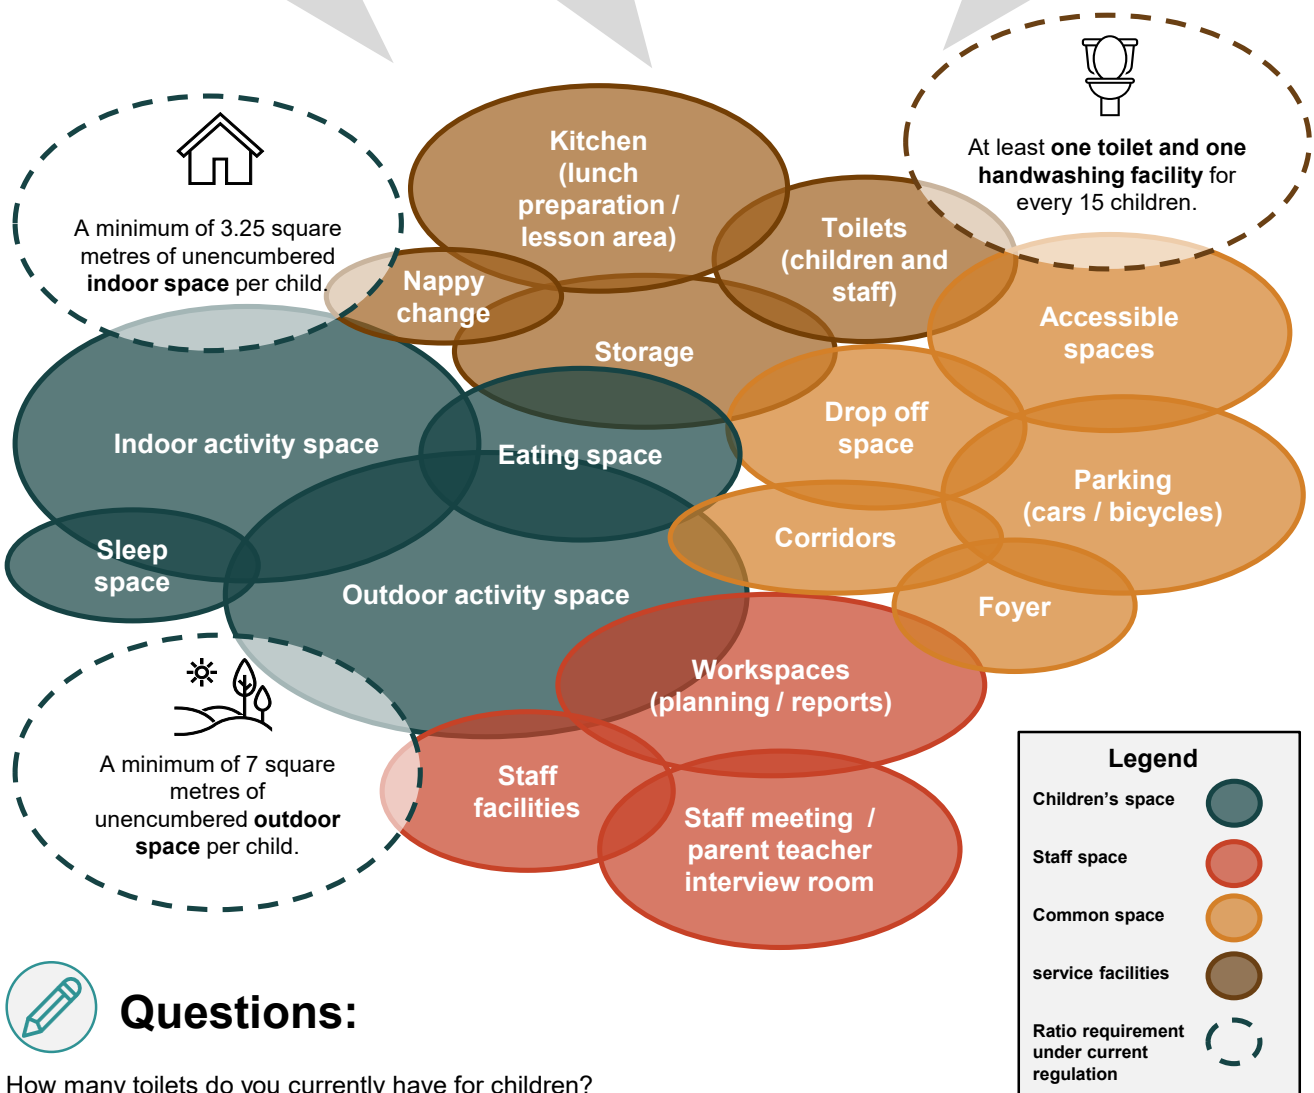 At least one toilet and one
handwashing facility for
every 15 children.
Kitchen
(lunch
preparation /
lesson area)
A minimum of 3.25 square
metres of unencumbered
indoor space per child.
Toilets
(children and
staff)
Nappy
change
Storage
Accessible
spaces
Indoor activity space
Eating space
Drop off
space
Parking
(cars / bicycles)
Sleep
space
Corridors
Outdoor activity space
Foyer
Workspaces
(planning / reports)
A minimum of 7 square
metres of
unencumbered outdoor
space per child.
Staff
facilities
Staff meeting /
parent teacher
interview room
Legend
Children's space
Staff space
Common space
service facilities
Ratio requirement
under current
regulation
Questions:
How many toilets do you currently have for children?